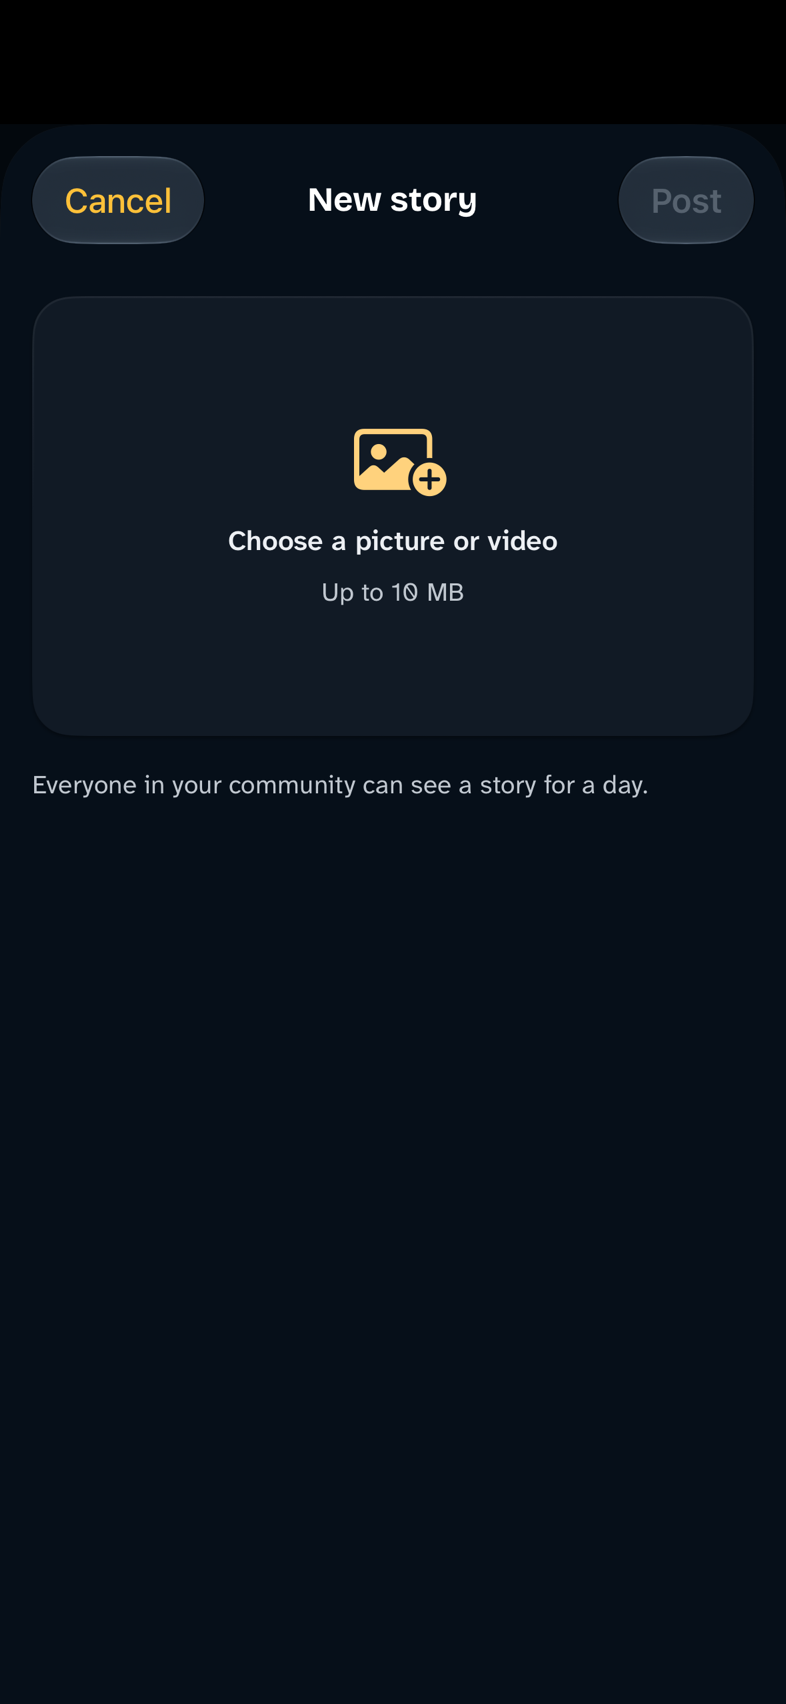 Cancel
New story
Post
Choose a picture or video
Up to 10 MB
Everyone in your community can see a story for a day.